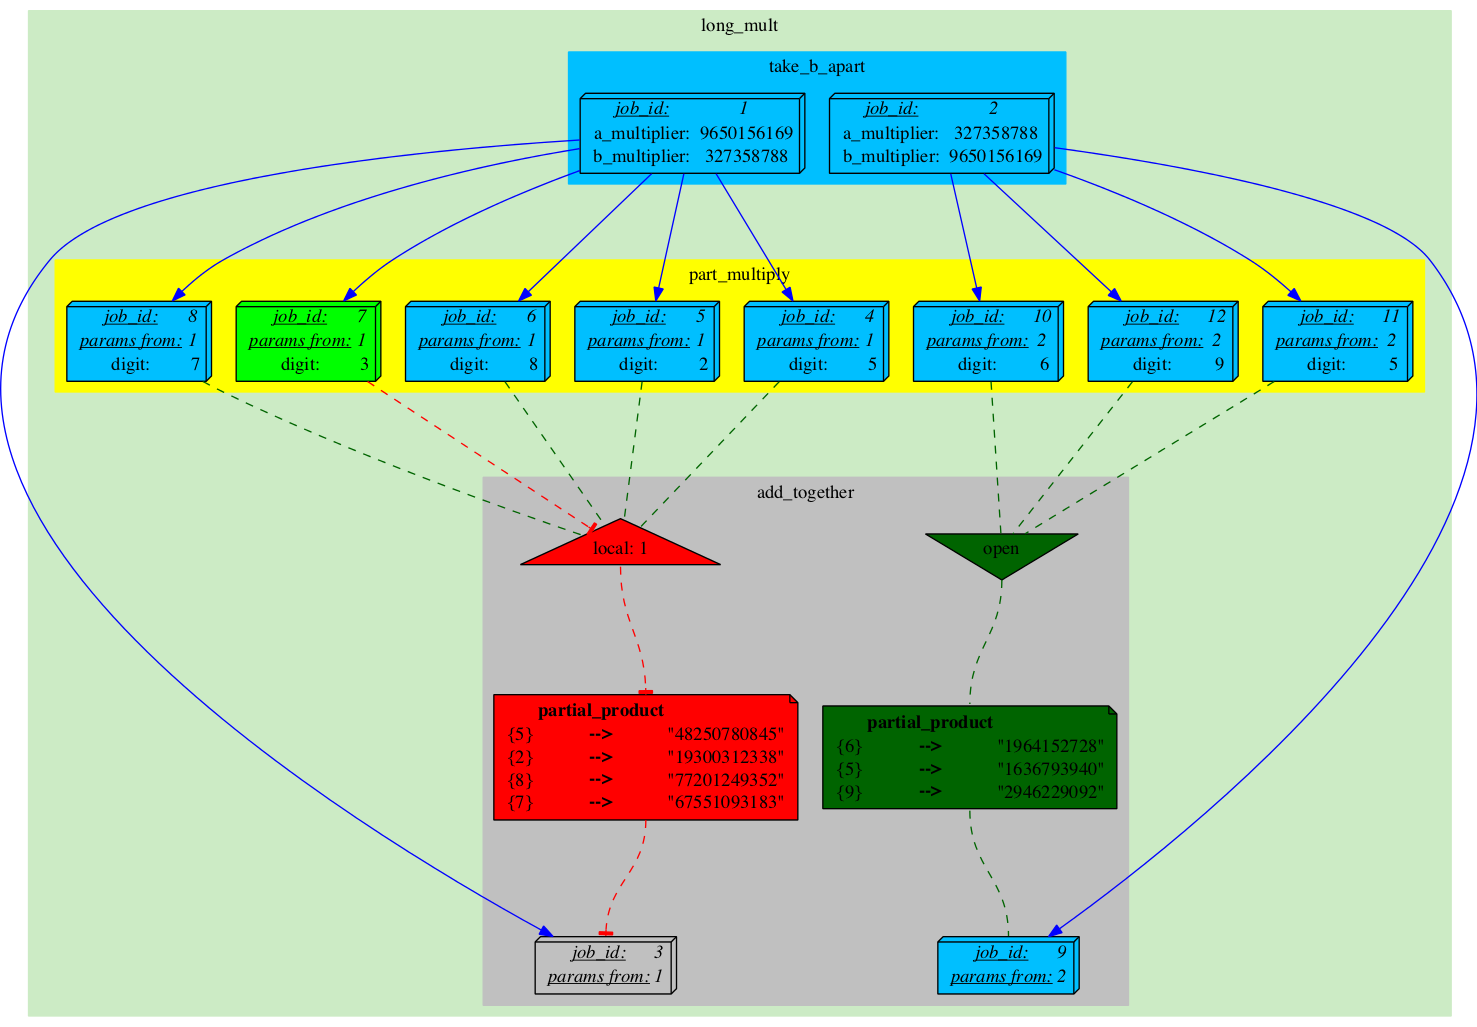 long_mult
take_b_apart
job_id: 1
a_multiplier: 9650156169
b_multiplier: 327358788
job_id: 2
a_multiplier: 327358788
b_multiplier: 9650156169
part_multiply
job_id: 8
params from: 1
digit: 7
job_id: 7
params from: 1
digit: 3
job_id: 6
params from: 1
digit: 8
job_id: 5
params from: 1
digit: 2
job_id: 4
params from: 1
digit: 5
job_id: 10
params from: 2
digit: 6
job_id: 12
params from: 2
digit: 9
job_id: 11
params from: 2
digit: 5
add_together
local: 1
open
partial_product
{5} --> "48250780845"
{2} --> "19300312338"
{8} --> "77201249352"
{7} --> "67551093183"
partial_product
{6} --> "1964152728"
{5} --> "1636793940"
{9} --> "2946229092"
job_id: 3
params from: 1
job_id: 9
params from: 2